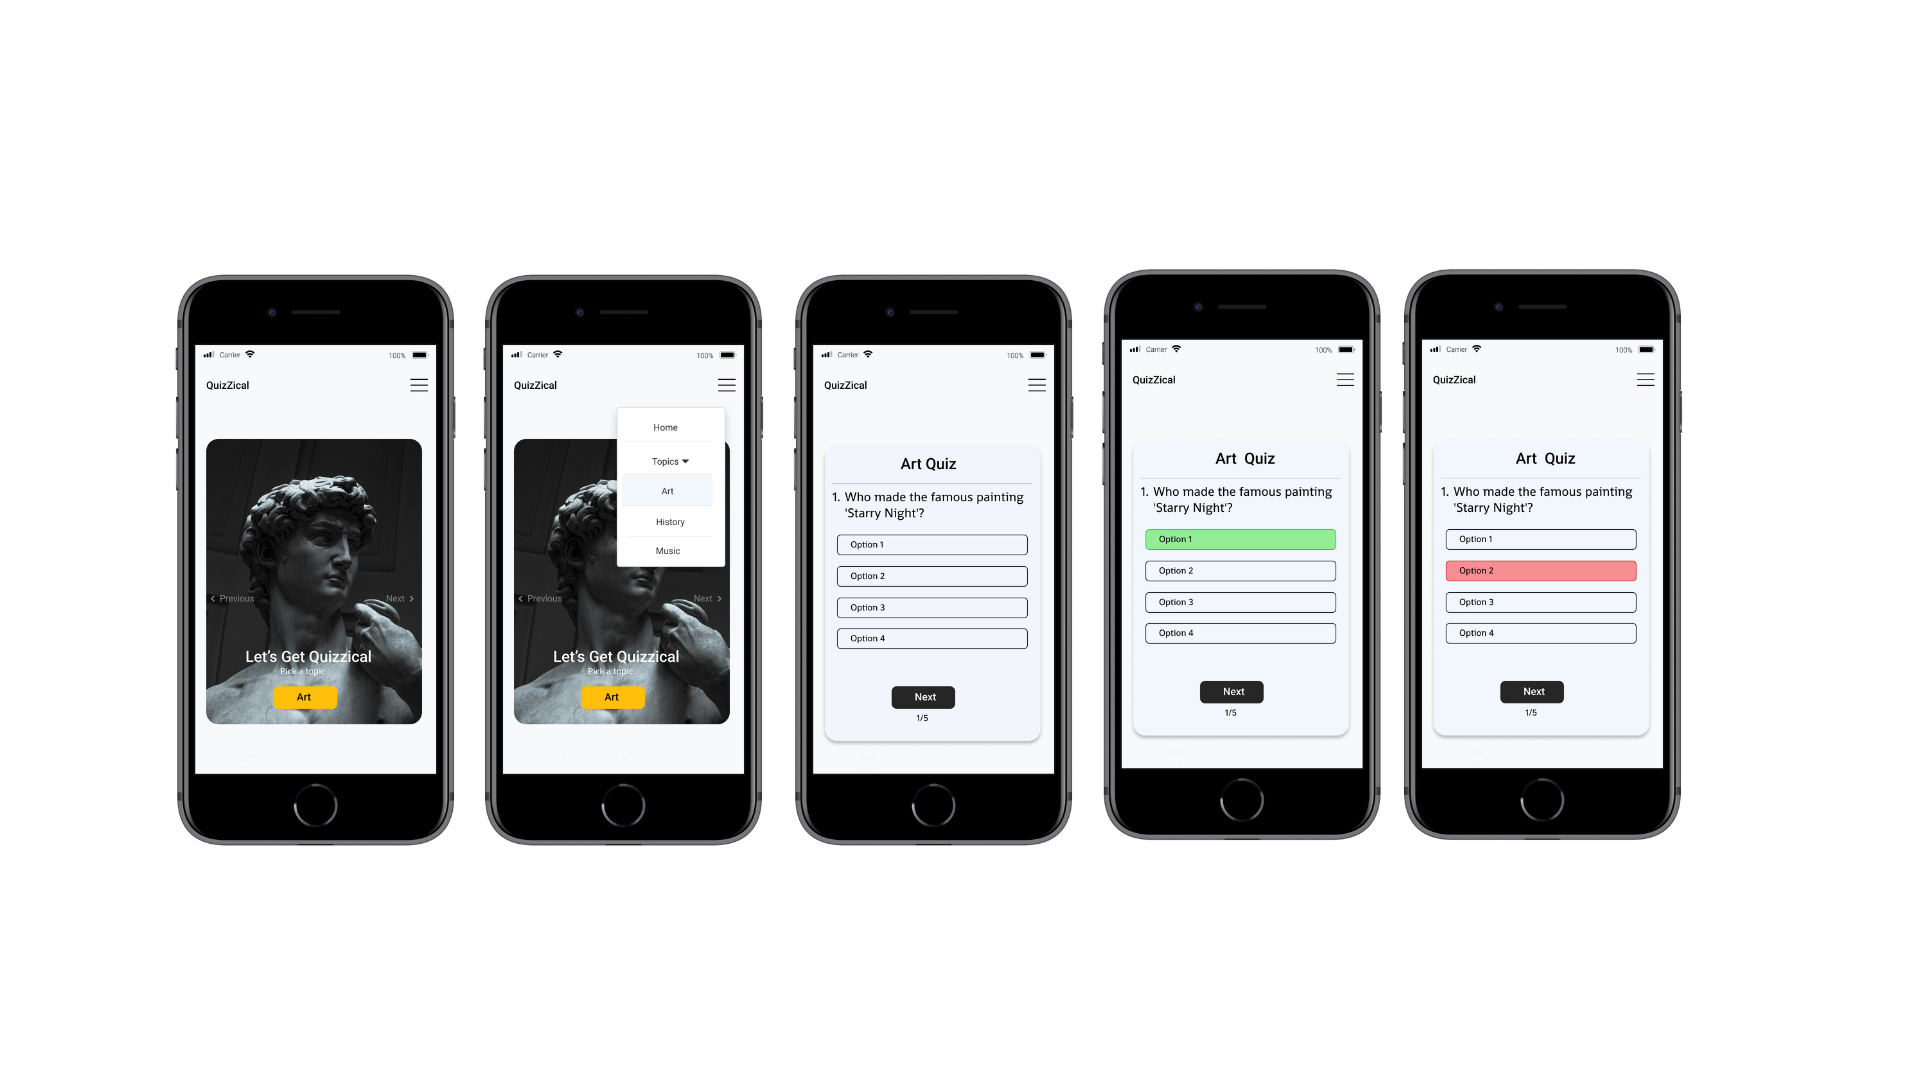 Carrier 100%
QuizZical
Previous Next
Let's Get Quizzical
Pick a topic
Art
Carrier 100%
QuizZical
Home
Topics
Art
History
Music
Previous Next
Let's Get Quizzical
Pick a topic
Art
Carrier 100%
QuizZical
Art Quiz
1. Who made the famous painting
'Starry Night'?
Option 1
Option 2
Option 3
Option 4
Next
1/5
Carrier 100%
QuizZical
Art Quiz
1. Who made the famous painting
'Starry Night'?
Option 1
Option 2
Option 3
Option 4
Next
1/5
Carrier 100%
QuizZical
Art Quiz
1. Who made the famous painting
'Starry Night'?
Option 1
Option 2
Option 3
Option 4
Next
1/5